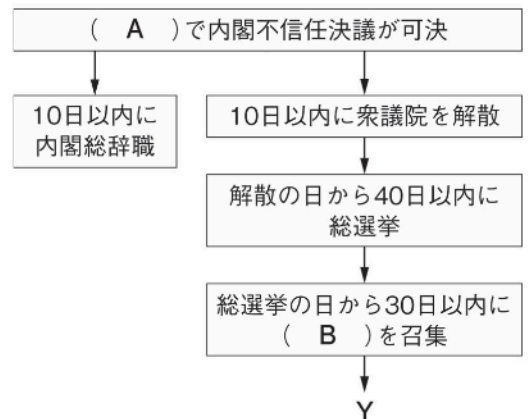 （　A　）で内閣不信任決議が可決
10日以内に
内閣総辞職
10日以内に衆議院を解散
解散の日から40日以内に
総選挙
総選挙の日から30日以内に
（　B　）を召集
Y